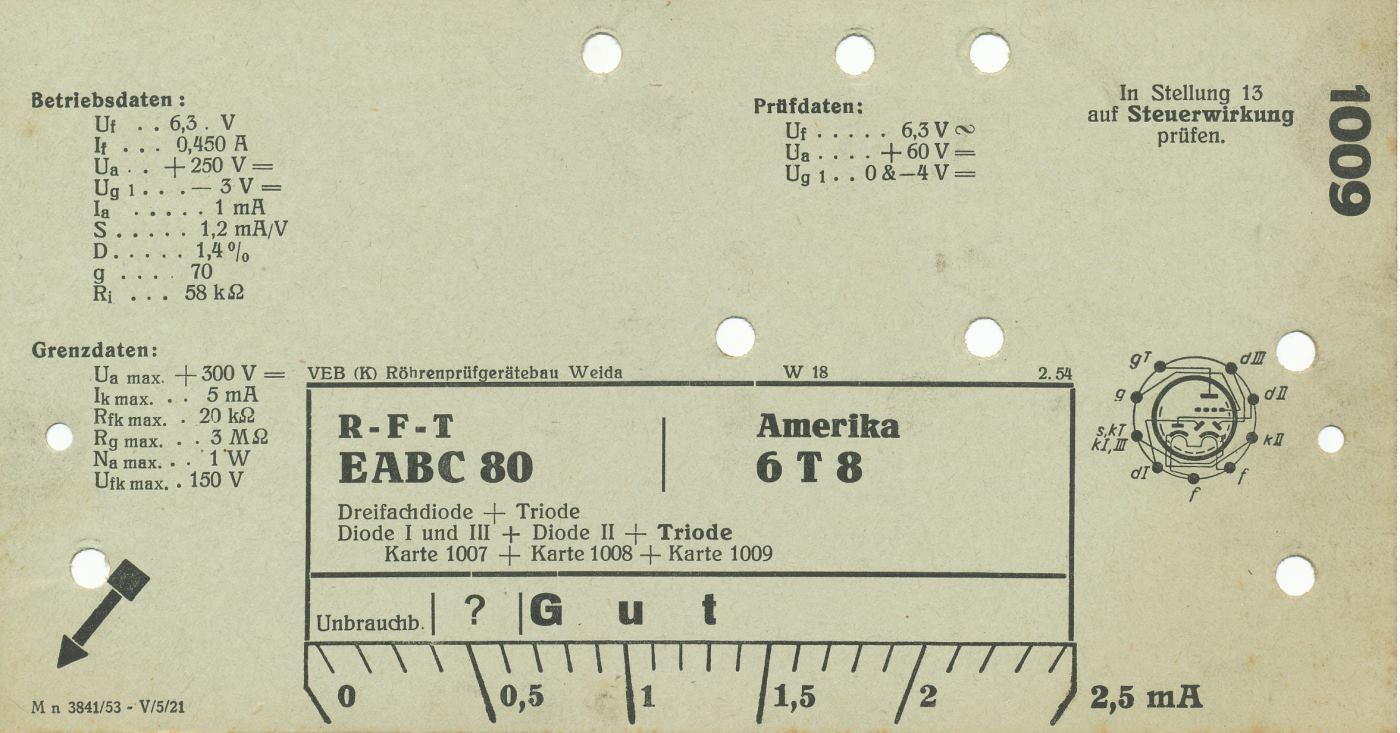 Betriebsdaten:
Uf . . 6,3 . V
If . . . 0,450 A
Ua . . + 250 V =
Ug 1 . . . — 3 V =
Ia . . . . . 1 mA
S . . . . . 1,2 mA/V
D . . . . . 1,4 %
g . . . . 70
Ri . . . 58 kΩ
Grenzdaten:
Ua max. + 300 V =
Ik max. . . 5 mA
Rfk max. . 20 kΩ
Rg max. . . 3 MΩ
Na max. . . 1 W
Ufk max. . 150 V
Prüfdaten:
Uf . . . . . 6,3 V ∾
Ua . . . . + 60 V =
Ug 1 . . 0 & –4 V =
In Stellung 13
auf Steuerwirkung
prüfen.
1009
VEB (K) Röhrenprüfgerätebau Weida W 18 2. 54
R - F - T Amerika
EABC 80 6 T 8
Dreifachdiode + Triode
Diode I und III + Diode II + Triode
Karte 1007 + Karte 1008 + Karte 1009
Unbrauchb. ? Gut
0 0,5 1 1,5 2 2,5 mA
gT dIII
g dII
s,kT
kI,III kII
dI f
f
M n 3841/53 - V/5/21